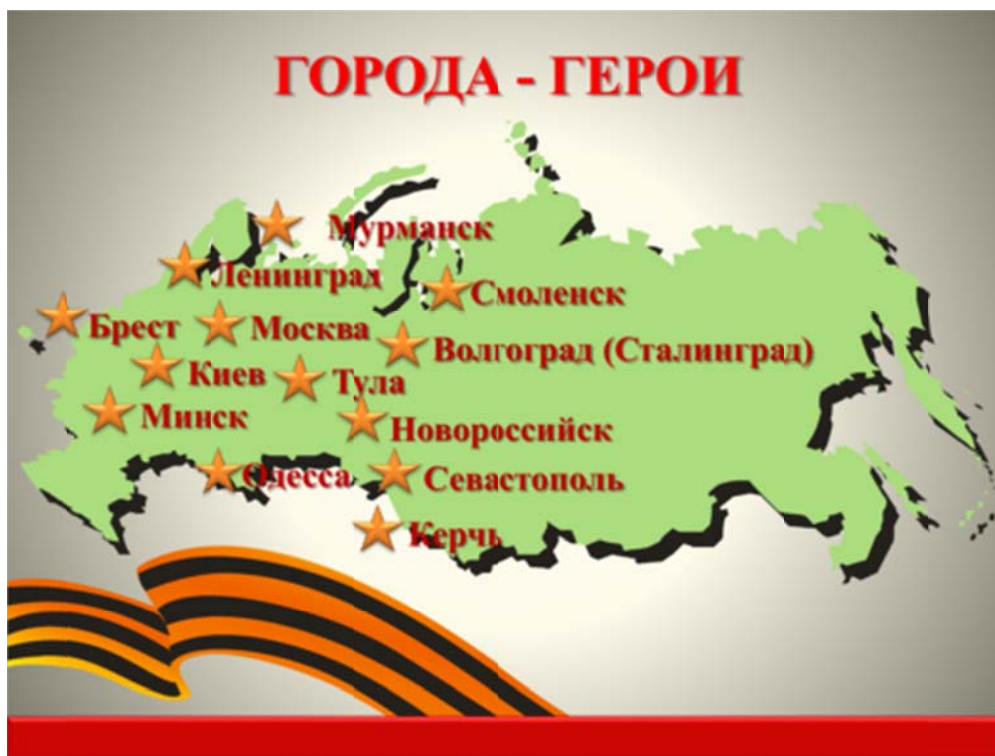 ГОРОДА - ГЕРОИ
Мурманск
Ленинград
Смоленск
Брест
Москва
Волгоград (Сталинград)
Киев
Тула
Минск
Новороссийск
Одесса
Севастополь
Керчь